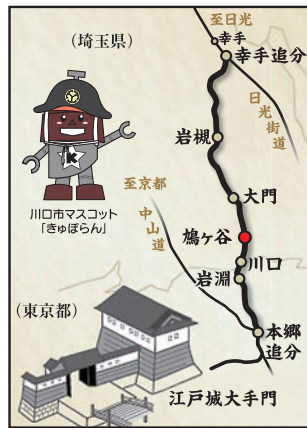 至日光
幸手
幸手追分
(埼玉県)
日光街道
岩槻
k
川口市マスコット
「きゅぽらん」
至京都
中山道
大門
鳩ヶ谷
川口
岩淵
(東京都)
本郷
追分
江戸城大手門